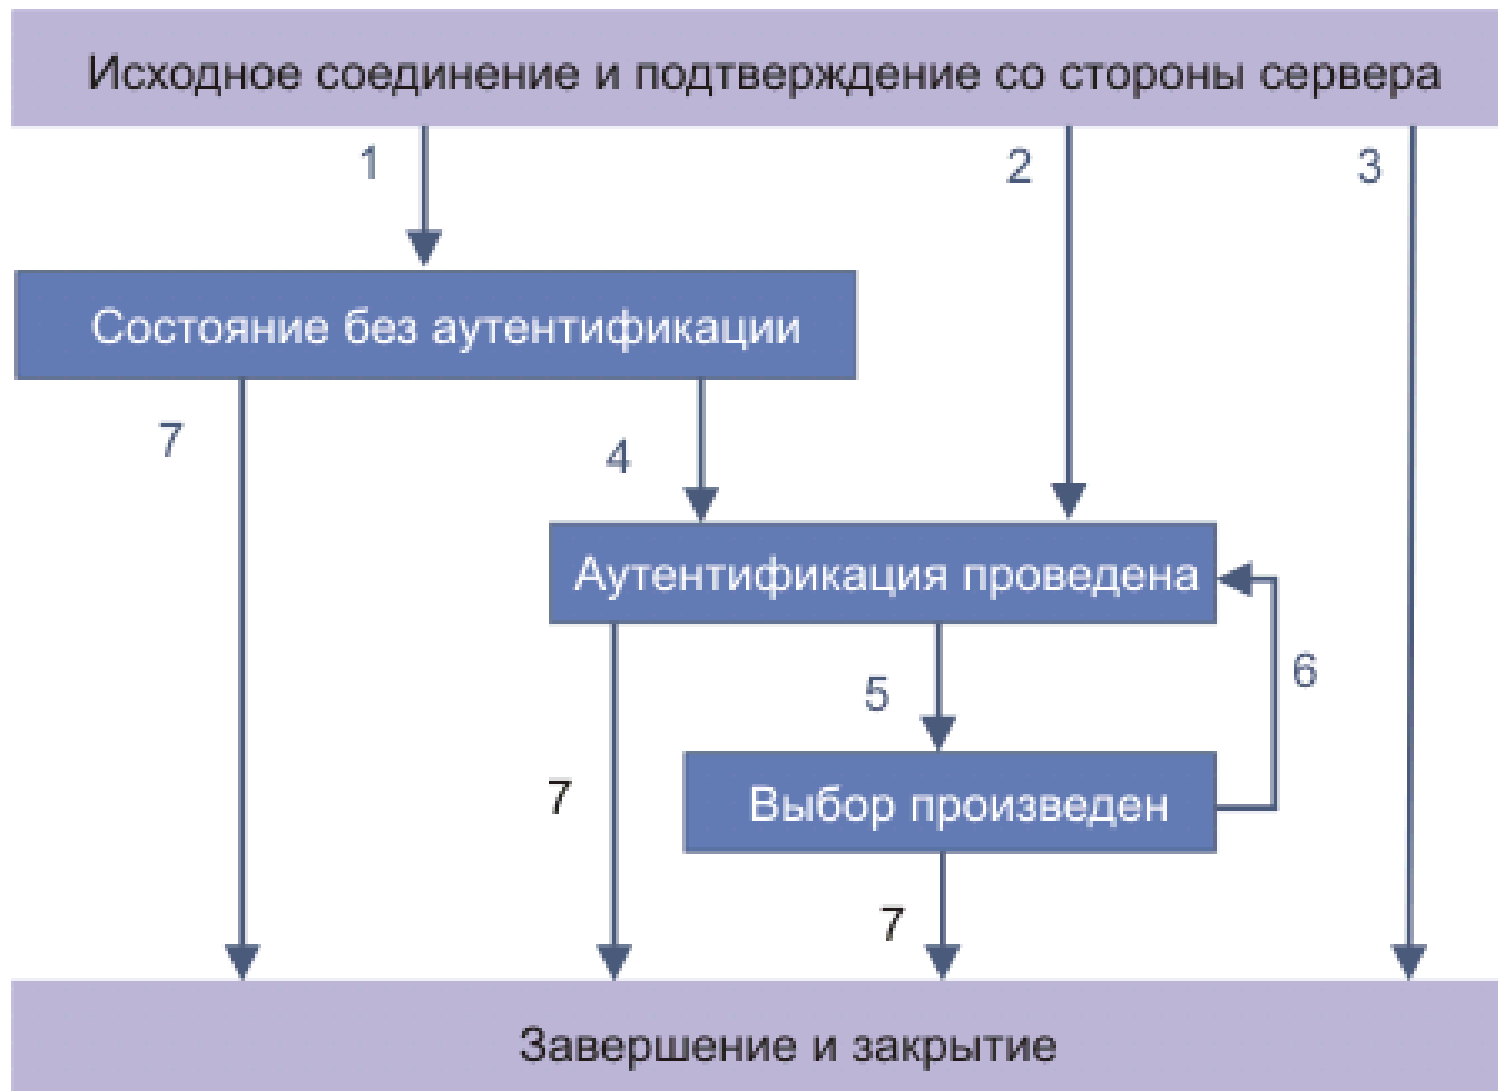 Исходное соединение и подтверждение со стороны сервера
1
2
3
Состояние без аутентификации
7
4
Аутентификация проведена
6
5
Выбор произведен
7
7
Завершение и закрытие